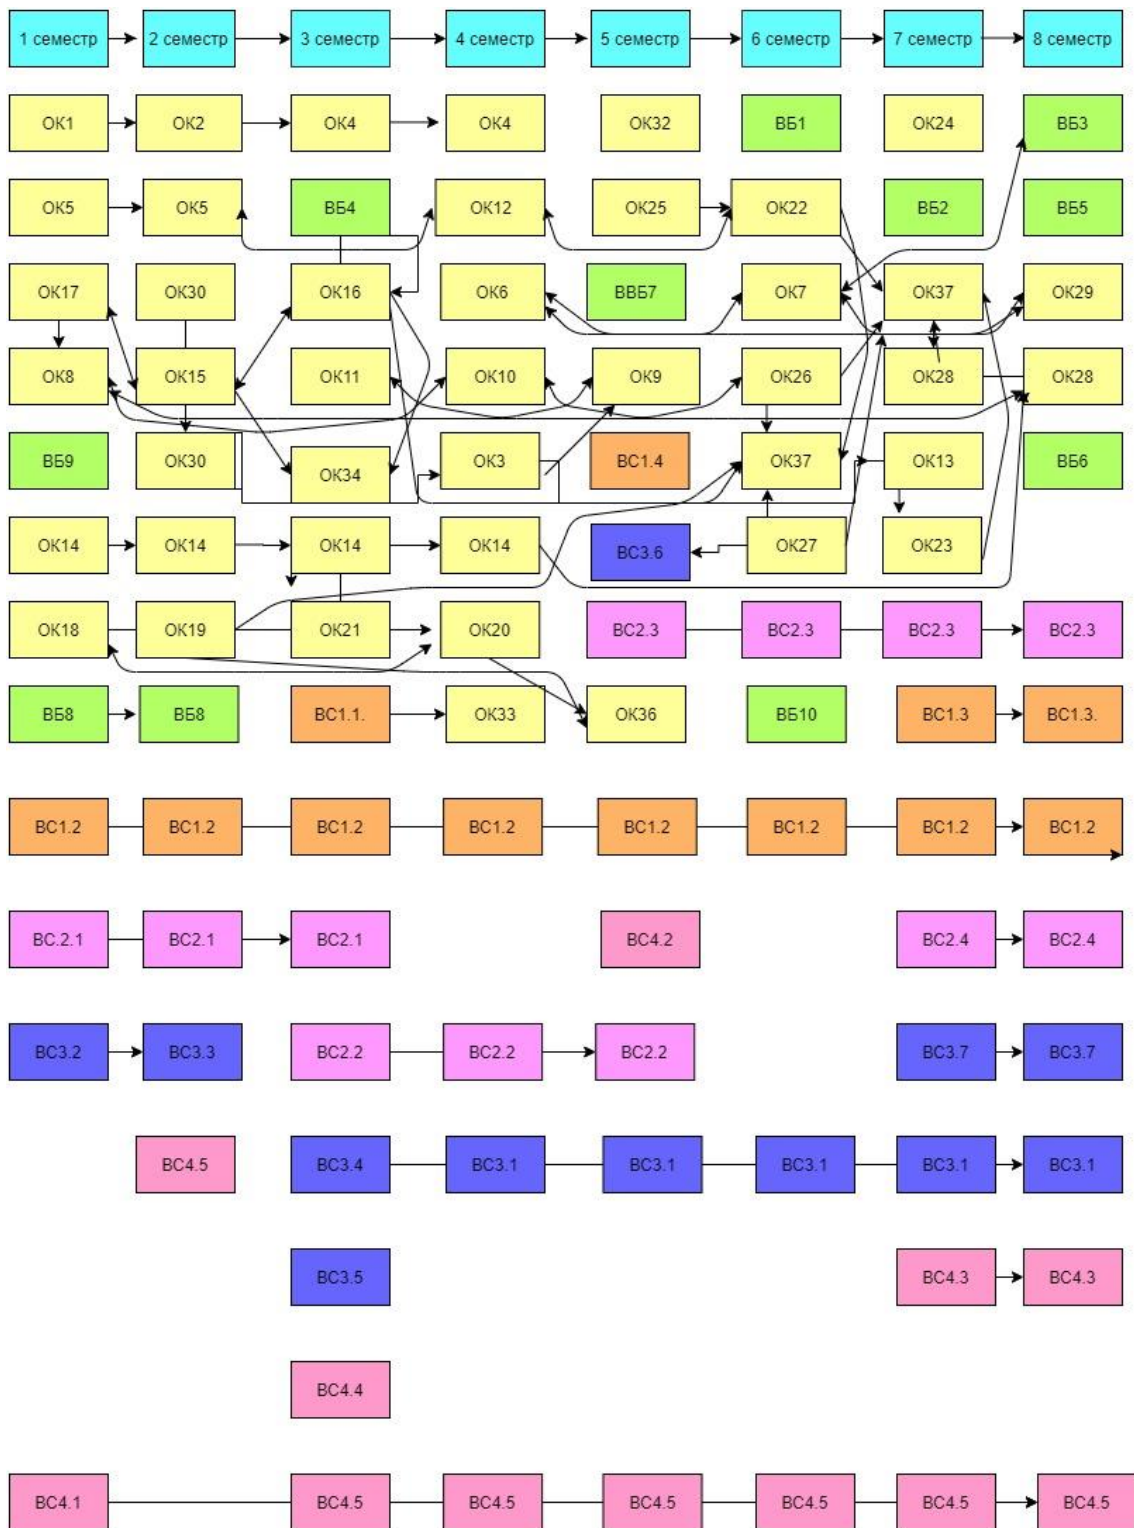 1 семестр 2 семестр 3 семестр 4 семестр 5 семестр 6 семестр 7 семестр 8 семестр
ОК1 ОК2 ОК4 ОК4 ОК32 ВБ1 ОК24 ВБ3
ОК5 ОК5 ВБ4 ОК12 ОК25 ОК22 ВБ2 ВБ5
ОК17 ОК30 ОК16 ОК6 ВВБ7 ОК7 ОК37 ОК29
ОК8 ОК15 ОК11 ОК10 ОК9 ОК26 ОК28 ОК28
ВБ9 ОК30 ОК34 ОК3 ВС1.4 ОК37 ОК13 ВБ6
ОК14 ОК14 ОК14 ОК14 ВС3.6 ОК27 ОК23
ОК18 ОК19 ОК21 ОК20 ВС2.3 ВС2.3 ВС2.3 ВС2.3
ВБ8 ВБ8 ВС1.1. ОК33 ОК36 ВБ10 ВС1.3 ВС1.3.
ВС1.2 ВС1.2 ВС1.2 ВС1.2 ВС1.2 ВС1.2 ВС1.2 ВС1.2
ВС.2.1 ВС2.1 ВС2.1 ВС4.2 ВС2.4 ВС2.4
ВС3.2 ВС3.3 ВС2.2 ВС2.2 ВС2.2 ВС3.7 ВС3.7
ВС4.5 ВС3.4 ВС3.1 ВС3.1 ВС3.1 ВС3.1 ВС3.1
ВС3.5 ВС4.3 ВС4.3
ВС4.4
ВС4.1 ВС4.5 ВС4.5 ВС4.5 ВС4.5 ВС4.5 ВС4.5